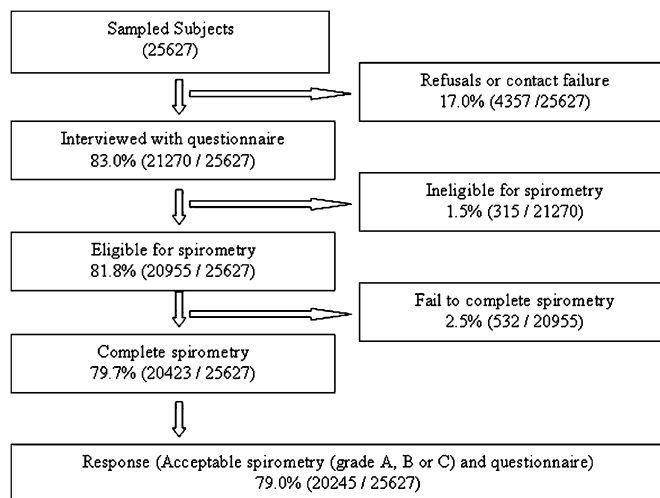 Sampled Subjects
(25627)
Refusals or contact failure
17.0% (4357 /25627)
Interviewed with questionnaire
83.0% (21270 / 25627)
Ineligible for spirometry
1.5% (315 / 21270)
Eligible for spirometry
81.8% (20955 / 25627)
Fail to complete spirometry
2.5% (532 / 20955)
Complete spirometry
79.7% (20423 / 25627)
Response (Acceptable spirometry (grade A, B or C) and questionnaire)
79.0% (20245 / 25627)